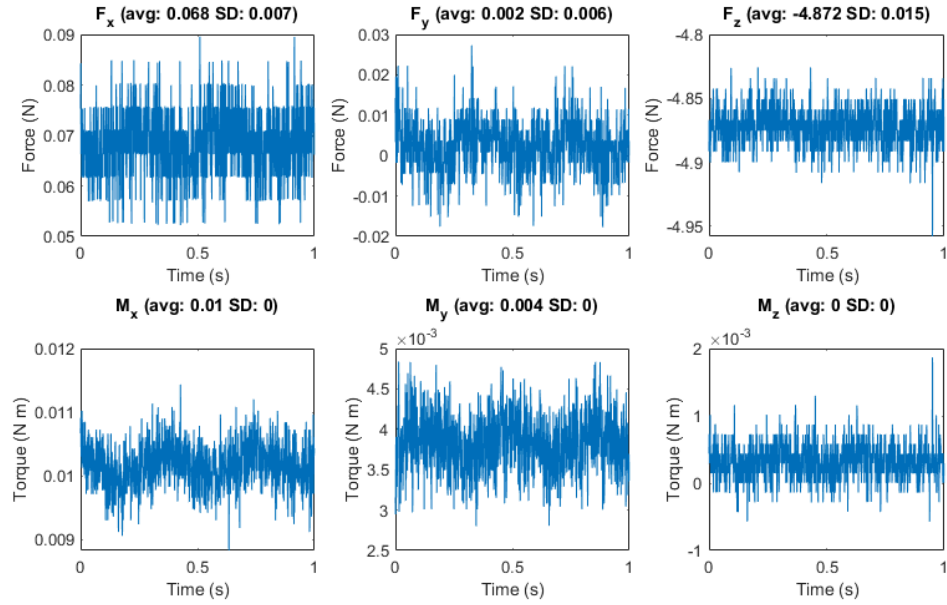 F_x (avg: 0.068 SD: 0.007)
0.09
0.08
0.07
0.06
0.05
Force (N)
0
0.5
1
Time (s)
F_y (avg: 0.002 SD: 0.006)
0.03
0.02
0.01
0
-0.01
-0.02
Force (N)
0
0.5
1
Time (s)
F_z (avg: -4.872 SD: 0.015)
-4.8
-4.85
-4.9
-4.95
Force (N)
0
0.5
1
Time (s)
M_x (avg: 0.01 SD: 0)
0.012
0.011
0.01
0.009
Torque (N m)
0
0.5
1
Time (s)
M_y (avg: 0.004 SD: 0)
×10^-3
5
4.5
4
3.5
3
2.5
Torque (N m)
0
0.5
1
Time (s)
M_z (avg: 0 SD: 0)
×10^-3
2
1
0
-1
Torque (N m)
0
0.5
1
Time (s)